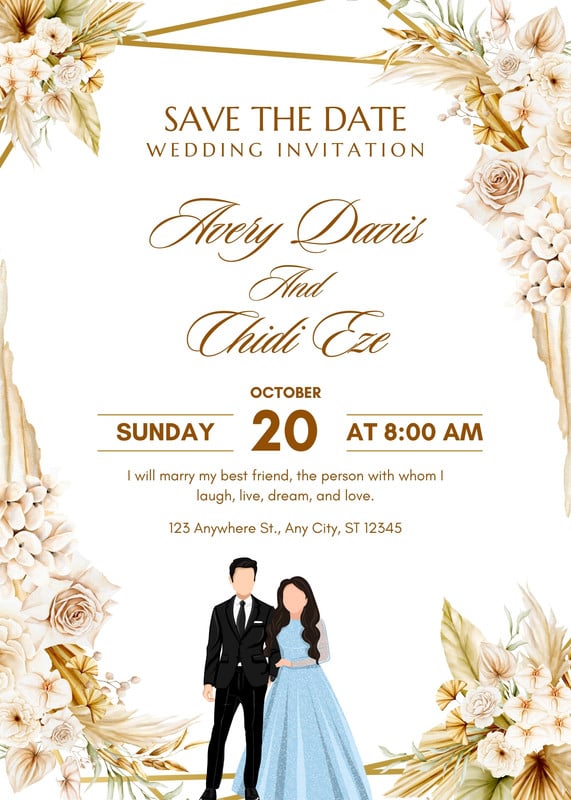 SAVE THE DATE
WEDDING INVITATION
Avery Davis
And
Chidi Eze
OCTOBER
SUNDAY 20 AT 8:00 AM
I will marry my best friend, the person with whom I
laugh, live, dream, and love.
123 Anywhere St., Any City, ST 12345